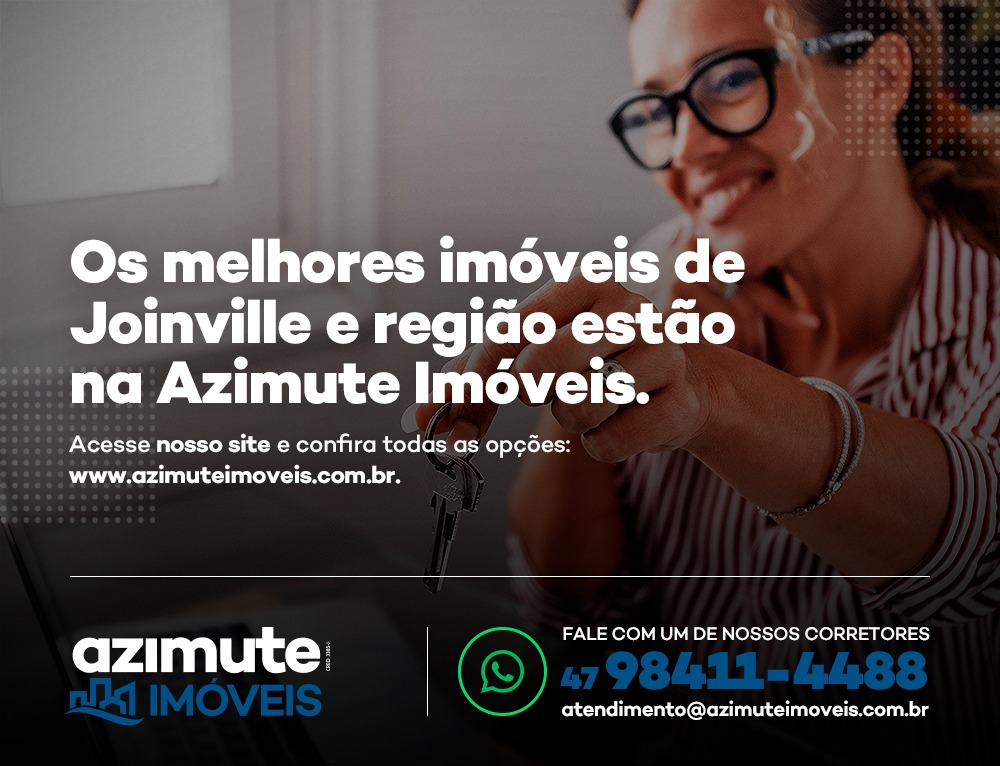 Os melhores imóveis de
Joinville e região estão
na Azimute Imóveis.
Acesse nosso site e confira todas as opções:
www.azimuteimoveis.com.br.
azimute
IMÓVEIS
FALE COM UM DE NOSSOS CORRETORES
47 98411-4488
atendimento@azimuteimoveis.com.br